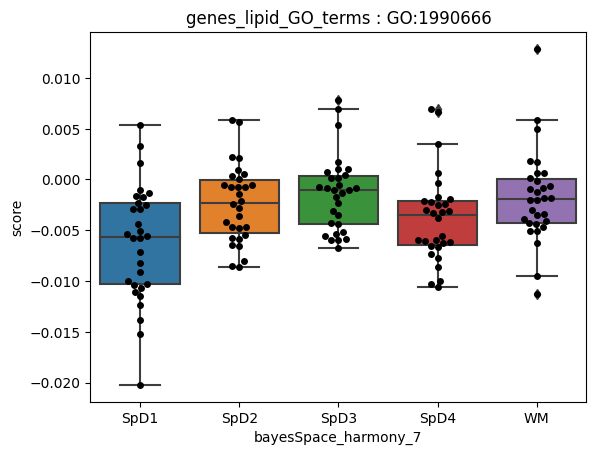 genes_lipid_GO_terms : GO:1990666
0.010
0.005
0.000
−0.005
−0.010
−0.015
−0.020
score
SpD1 SpD2 SpD3 SpD4 WM
bayesSpace_harmony_7